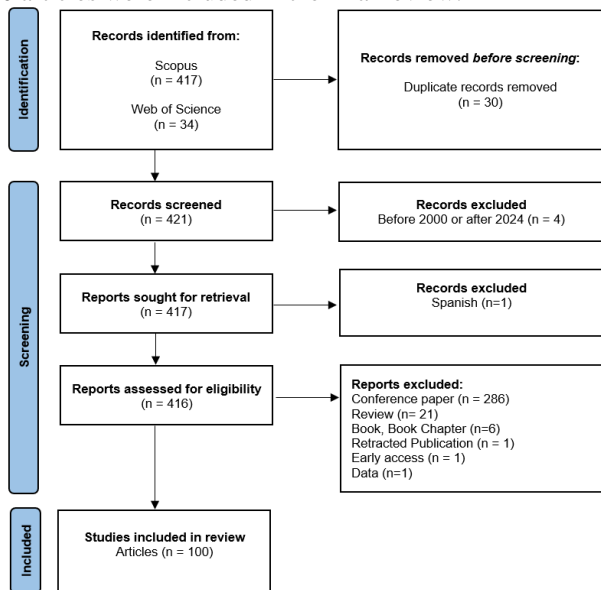 Identification
Records identified from:
Scopus
(n = 417)
Web of Science
(n = 34)
Records removed before screening:
Duplicate records removed
(n = 30)
Screening
Records screened
(n = 421)
Records excluded
Before 2000 or after 2024 (n = 4)
Reports sought for retrieval
(n = 417)
Records excluded
Spanish (n=1)
Reports assessed for eligibility
(n = 416)
Reports excluded:
Conference paper (n = 286)
Review (n= 21)
Book, Book Chapter (n=6)
Retracted Publication (n = 1)
Early access (n = 1)
Data (n=1)
Included
Studies included in review
Articles (n = 100)